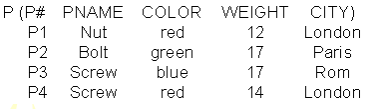 P (P# PNAME COLOR WEIGHT CITY)
P1 Nut red 12 London
P2 Bolt green 17 Paris
P3 Screw blue 17 Rom
P4 Screw red 14 London